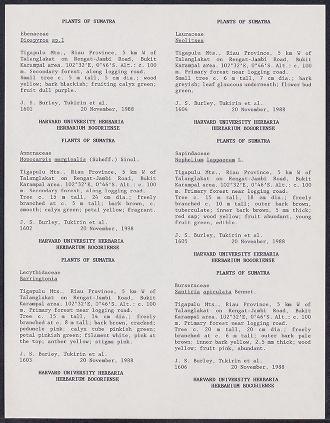 PLANTS OF SUMATRA
Ebenaceae
Diospyros sp.1
Tigapulu Mts., Riau Province, 5 km W of
Talanglakat on Rengat-Jambi Road, Bukit
Karampal area. 102°32'E, 0°46'S. Alt.: c. 100
m. Secondary forest, along road.
Small tree c. 5 m tall, 5 cm dia.; woody
yellow; bark blackish; fruiting calyx green;
fruit dull purple.
J. S. Burley, Tukirin et al.
1601 20 November, 1988
HARVARD UNIVERSITY HERBARIA
HERBARIUM BOGORIENSE
PLANTS OF SUMATRA
Annonaceae
Monocarpia marginalis (Scheff.) Sincl.
Tigapulu Mts., Riau Province, 5 km W of
Talanglakat on Rengat-Jambi Road, Bukit
Karampal area. 102°32'E, 0°46'S. Alt.: c. 100
m. Secondary forest, along logging road.
Tree c. 15 m tall, 24 cm dia.; freely
branched at c. 5 m tall; bark brown,
smooth; calyx green; petal yellow; fragrant.
J. S. Burley, Tukirin et al.
1602 20 November, 1988
HARVARD UNIVERSITY HERBARIA
HERBARIUM BOGORIENSE
PLANTS OF SUMATRA
Lecythidaceae
Barringtonia
Tigapulu Mts., Riau Province, 5 km W of
Talanglakat on Rengat-Jambi Road, Bukit
Karampal area. 102°32'E, 0°46'S. Alt.: c. 100
m. Primary forest near logging road.
Tree c. 15 m tall, 16 cm dia.; freely
branched at c. 8 m tall; bark brown, cracked;
peduncle pink; calyx tube pinkish green;
petal pinkish green; filament white, pink at
the top; anther yellow; stigma pink.
J. S. Burley, Tukirin et al.
1603 20 November, 1988
HARVARD UNIVERSITY HERBARIA
HERBARIUM BOGORIENSE
PLANTS OF SUMATRA
Lauraceae
Neolitsea
Tigapulu Mts., Riau Province, 5 km W of
Talanglakat on Rengat-Jambi Road, Bukit
Karampal area. 102°32'E, 0°46'S. Alt.: c. 100
m. Primary forest near logging road.
Small tree c. 6 m tall, 7 cm dia.; bark
greyish; leaf glaucous underneath; flower bud
green.
J. S. Burley, Tukirin et al.
1604 20 November, 1988
HARVARD UNIVERSITY HERBARIA
HERBARIUM BOGORIENSE
PLANTS OF SUMATRA
Sapindaceae
Nephelium lappaceum L.
Tigapulu Mts., Riau Province, 5 km W of
Talanglakat on Rengat-Jambi Road, Bukit
Karampal area. 102°32'E, 0°46'S. Alt.: c. 100
m. Primary forest near logging road.
Tree c. 15 m tall, 18 cm dia.; freely
branched c. 10 m tall; outer bark brown,
tuberculate; inner bark brown, 5 mm thick;
red sap; wood yellow; fruit abundant, young
fruit green, edible.
J. S. Burley, Tukirin et al.
1605 20 November, 1988
HARVARD UNIVERSITY HERBARIA
HERBARIUM BOGORIENSE
PLANTS OF SUMATRA
Burseraceae
Santiria apiculata Bennet.
Tigapulu Mts., Riau Province, 5 km W of
Talanglakat on Rengat-Jambi Road, Bukit
Karampal area. 102°32'E, 0°46'S. Alt.: c. 100
m. Primary forest near logging road.
Tree c. 20 m tall, 20 cm dia.; freely
branched at c. 8 m tall; outer bark pale
brown; inner bark yellow, 2.5 mm thick; wood
yellow; fruit pink, abundant.
J. S. Burley, Tukirin et al.
1606 20 November, 1988
HARVARD UNIVERSITY HERBARIA
HERBARIUM BOGORIENSE